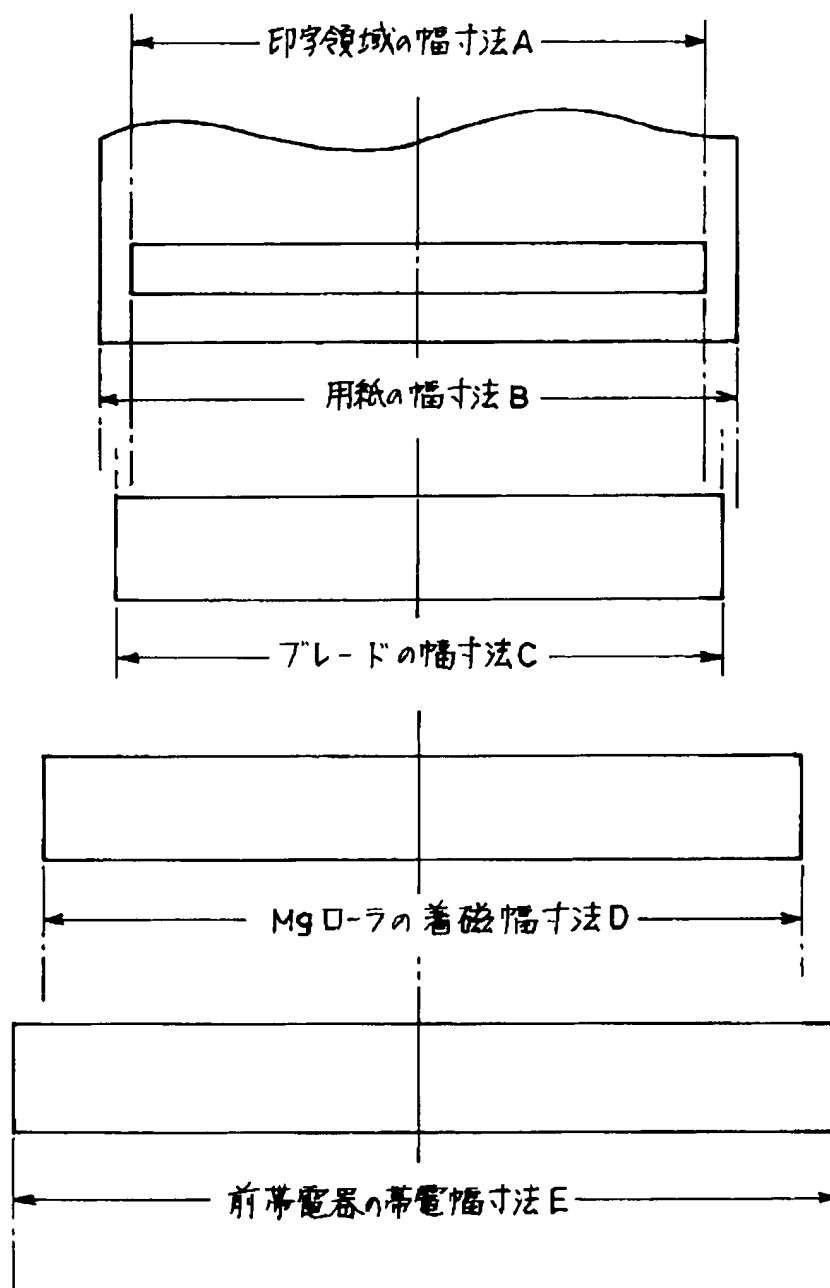 印字領域の幅寸法A
用紙の幅寸法B
ブレードの幅寸法C
Mgローラの着磁幅寸法D
前帯電器の帯電幅寸法E